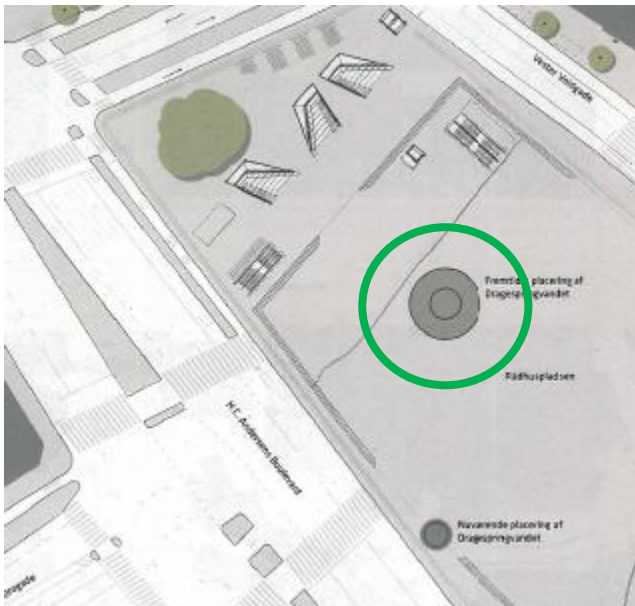 Vester Voldgade
Fremtidig placering af
Dragespringvandet
Rådhuspladsen
H.C. Andersens Boulevard
Nuværende placering af
Dragespringvandet